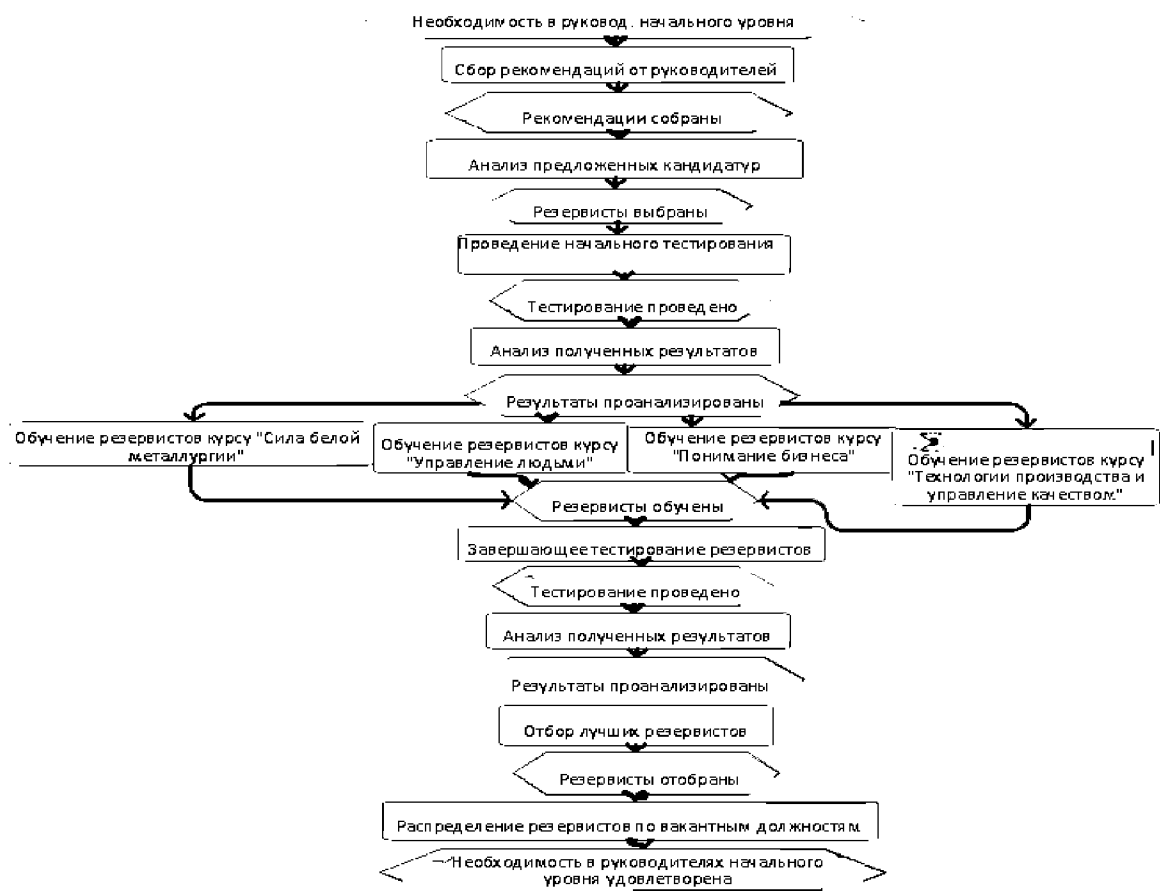 Необходимость в руковод. начального уровня
Сбор рекомендаций от руководителей
Рекомендации собраны
Анализ предложенных кандидатур
Резервисты выбраны
Проведение начального тестирования
Тестирование проведено
Анализ полученных результатов
Результаты проанализированы
Обучение резервистов курсу "Сила белой
металлургии"
Обучение резервистов курсу
"Управление людьми"
Обучение резервистов курсу
"Понимание бизнеса"
Обучение резервистов курсу
"Технологии производства и
управление качеством"
Резервисты обучены
Завершающее тестирование резервистов
Тестирование проведено
Анализ полученных результатов
Результаты проанализированы
Отбор лучших резервистов
Резервисты отобраны
Распределение резервистов по вакантным должностям
Необходимость в руководителях начального
уровня удовлетворена